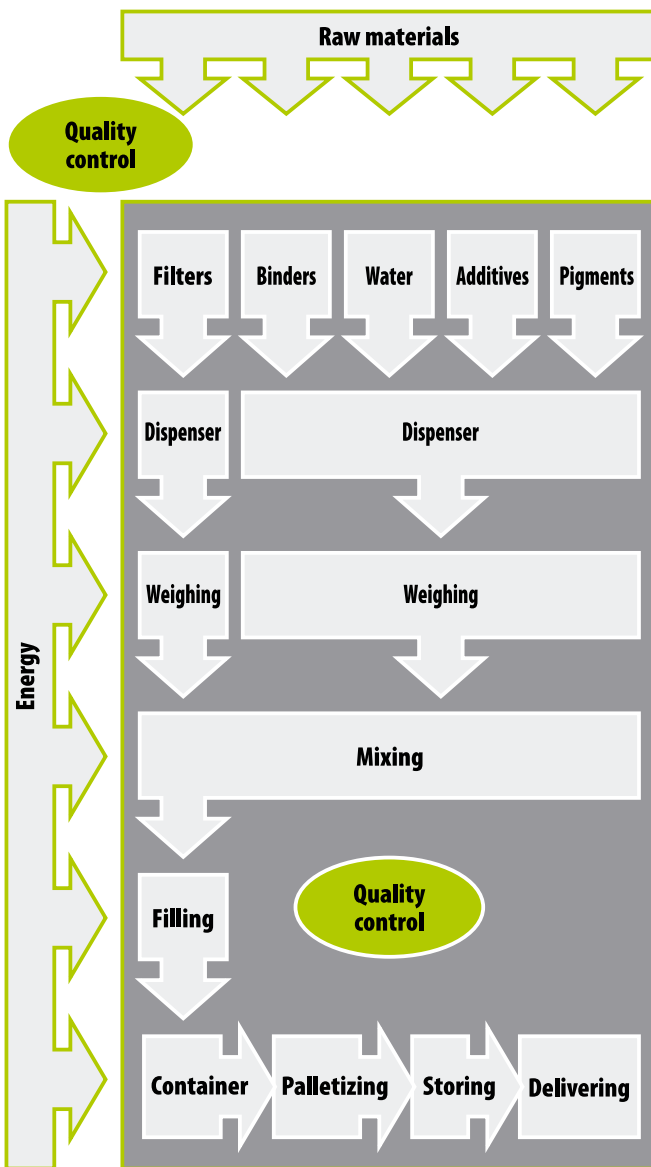 Raw materials
Quality
control
Filters
Binders
Water
Additives
Pigments
Dispenser
Dispenser
Weighing
Weighing
Energy
Mixing
Filling
Quality
control
Container
Palletizing
Storing
Delivering